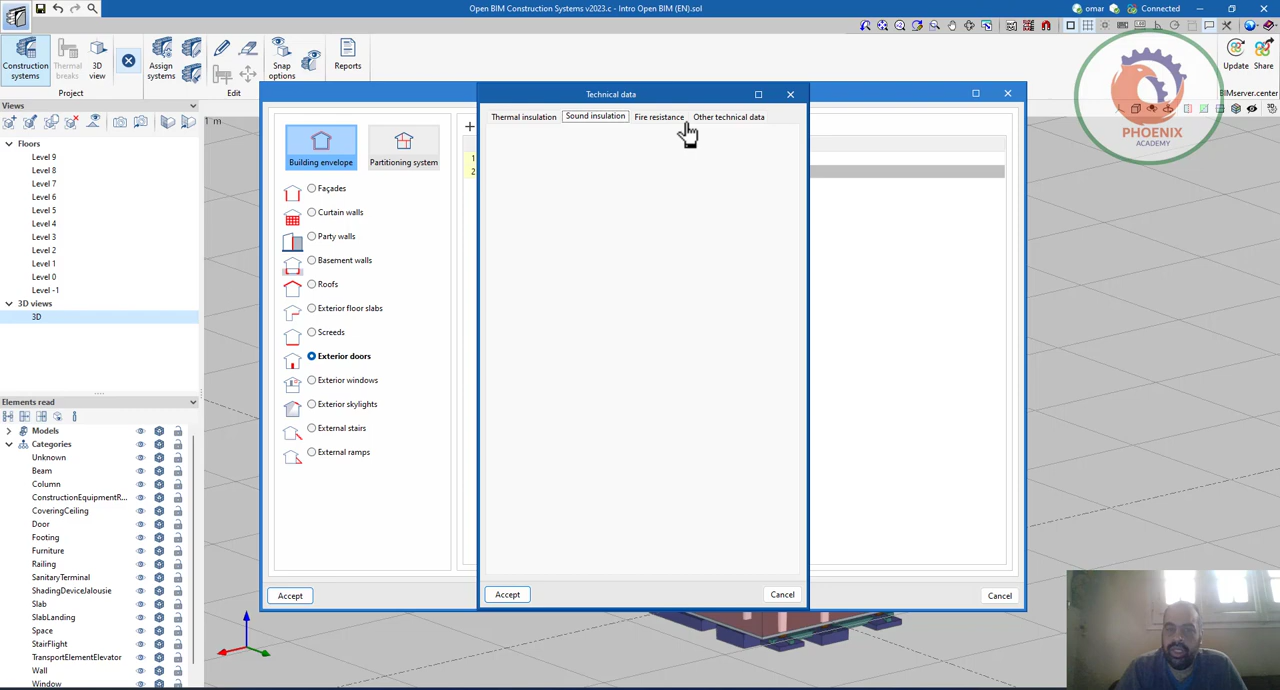 Open BIM Construction Systems v2023.c - Intro Open BIM (EN).sol
omar
Connected
Construction systems
Thermal breaks
3D view
Assign systems
Snap options
Reports
Update
Share
Project
Edit
BIMserver.center
Views
1 m
Floors
Level 9
Level 8
Level 7
Level 6
Level 5
Level 4
Level 3
Level 2
Level 1
Level 0
Level -1
3D views
3D
Elements read
Models
Categories
Unknown
Beam
Column
ConstructionEquipmentR...
CoveringCeiling
Door
Footing
Furniture
Railing
SanitaryTerminal
ShadingDeviceJalousie
Slab
SlabLanding
Space
StairFlight
TransportElementElevator
Wall
Window
Building envelope
Partitioning system
Façades
Curtain walls
Party walls
Basement walls
Roofs
Exterior floor slabs
Screeds
Exterior doors
Exterior windows
Exterior skylights
External stairs
External ramps
Accept
Cancel
1
2
Technical data
Thermal insulation
Sound insulation
Fire resistance
Other technical data
Accept
Cancel
PHOENIX
ACADEMY